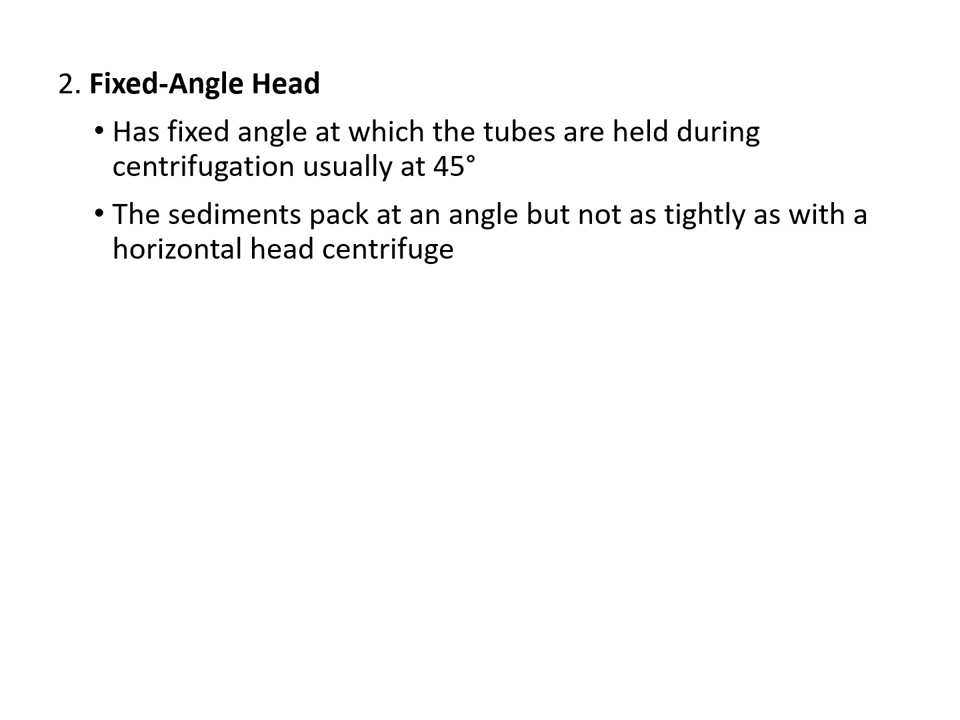 2. Fixed-Angle Head
• Has fixed angle at which the tubes are held during
centrifugation usually at 45°
• The sediments pack at an angle but not as tightly as with a
horizontal head centrifuge